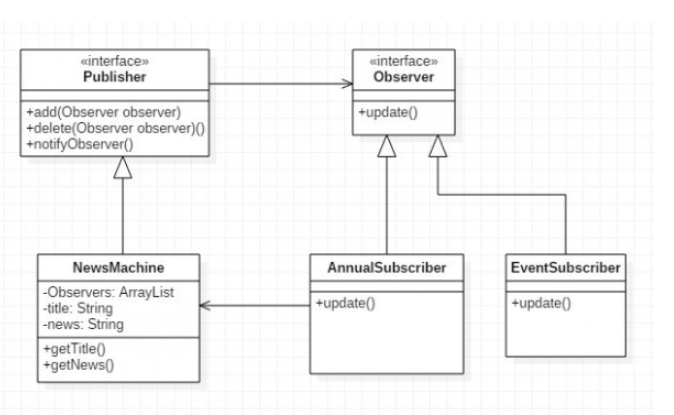 «interface»
Publisher
+add(Observer observer)
+delete(Observer observer)()
+notifyObserver()
«interface»
Observer
+update()
NewsMachine
-Observers: ArrayList
-title: String
-news: String
+getTitle()
+getNews()
AnnualSubscriber
+update()
EventSubscriber
+update()